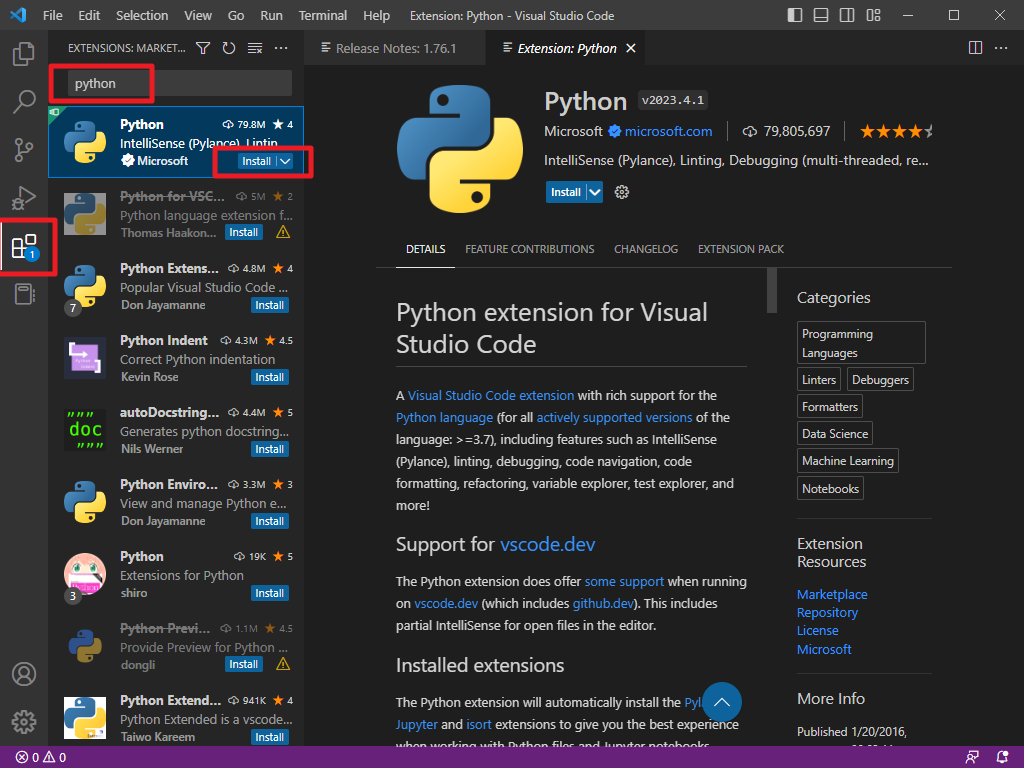 File Edit Selection View Go Run Terminal Help Extension: Python - Visual Studio Code
EXTENSIONS: MARKET...
python
Python 79.8M ★ 4
IntelliSense (Pylance), Lintin
Microsoft Install
Python for VSC... 5M ★ 2
Python language extension f...
Thomas Haakon... Install
Python Extens... 4.8M ★ 4
Popular Visual Studio Code ...
Don Jayamanne Install
7
Python Indent 4.3M ★ 4.5
Correct Python indentation
Kevin Rose Install
autoDocstring... 4.4M ★ 5
Generates python docstring...
Nils Werner Install
""" doc """
Python Enviro... 3.3M ★ 3
View and manage Python e...
Don Jayamanne Install
Python 19K ★ 5
Extensions for Python
shiro Install
3
Python Previ... 1.1M ★ 4.5
Provide Preview for Python ...
dongli Install
Python Extend... 941K ★ 4
Python Extended is a vscode...
Taiwo Kareem Install
1
Release Notes: 1.76.1
Extension: Python
Python v2023.4.1
Microsoft microsoft.com 79,805,697
IntelliSense (Pylance), Linting, Debugging (multi-threaded, re...
Install
DETAILS FEATURE CONTRIBUTIONS CHANGELOG EXTENSION PACK
Python extension for Visual
Studio Code
A Visual Studio Code extension with rich support for the
Python language (for all actively supported versions of the
language: >=3.7), including features such as IntelliSense
(Pylance), linting, debugging, code navigation, code
formatting, refactoring, variable explorer, test explorer, and
more!
Support for vscode.dev
The Python extension does offer some support when running
on vscode.dev (which includes github.dev). This includes
partial IntelliSense for open files in the editor.
Installed extensions
The Python extension will automatically install the
Jupyter and isort extensions to give you the best experience
when working with Python files and Jupyter notebooks.
Categories
Programming
Languages
Linters Debuggers
Formatters
Data Science
Machine Learning
Notebooks
Extension
Resources
Marketplace
Repository
License
Microsoft
More Info
Published 1/20/2016,
0 0